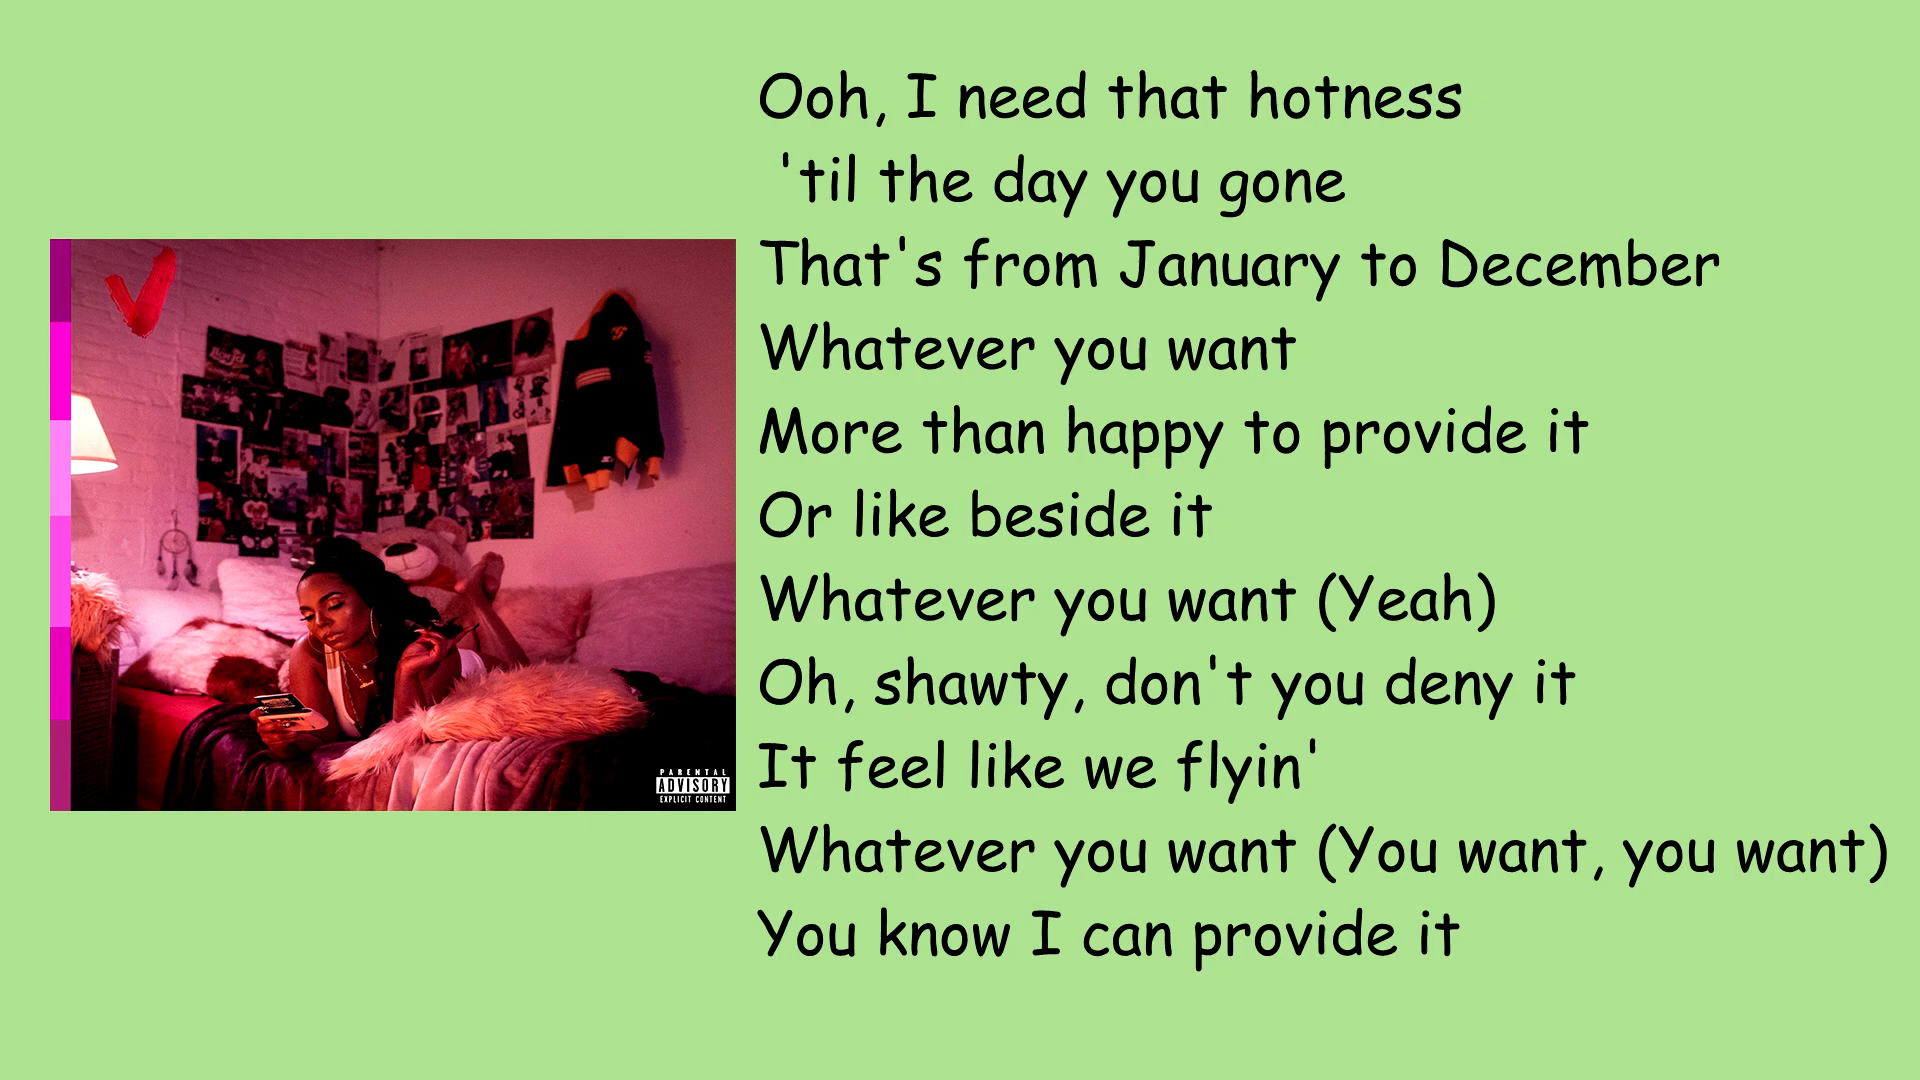 Ooh, I need that hotness
'til the day you gone
That's from January to December
Whatever you want
More than happy to provide it
Or like beside it
Whatever you want (Yeah)
Oh, shawty, don't you deny it
It feel like we flyin'
Whatever you want (You want, you want)
You know I can provide it
PARENTAL
ADVISORY
EXPLICIT CONTENT